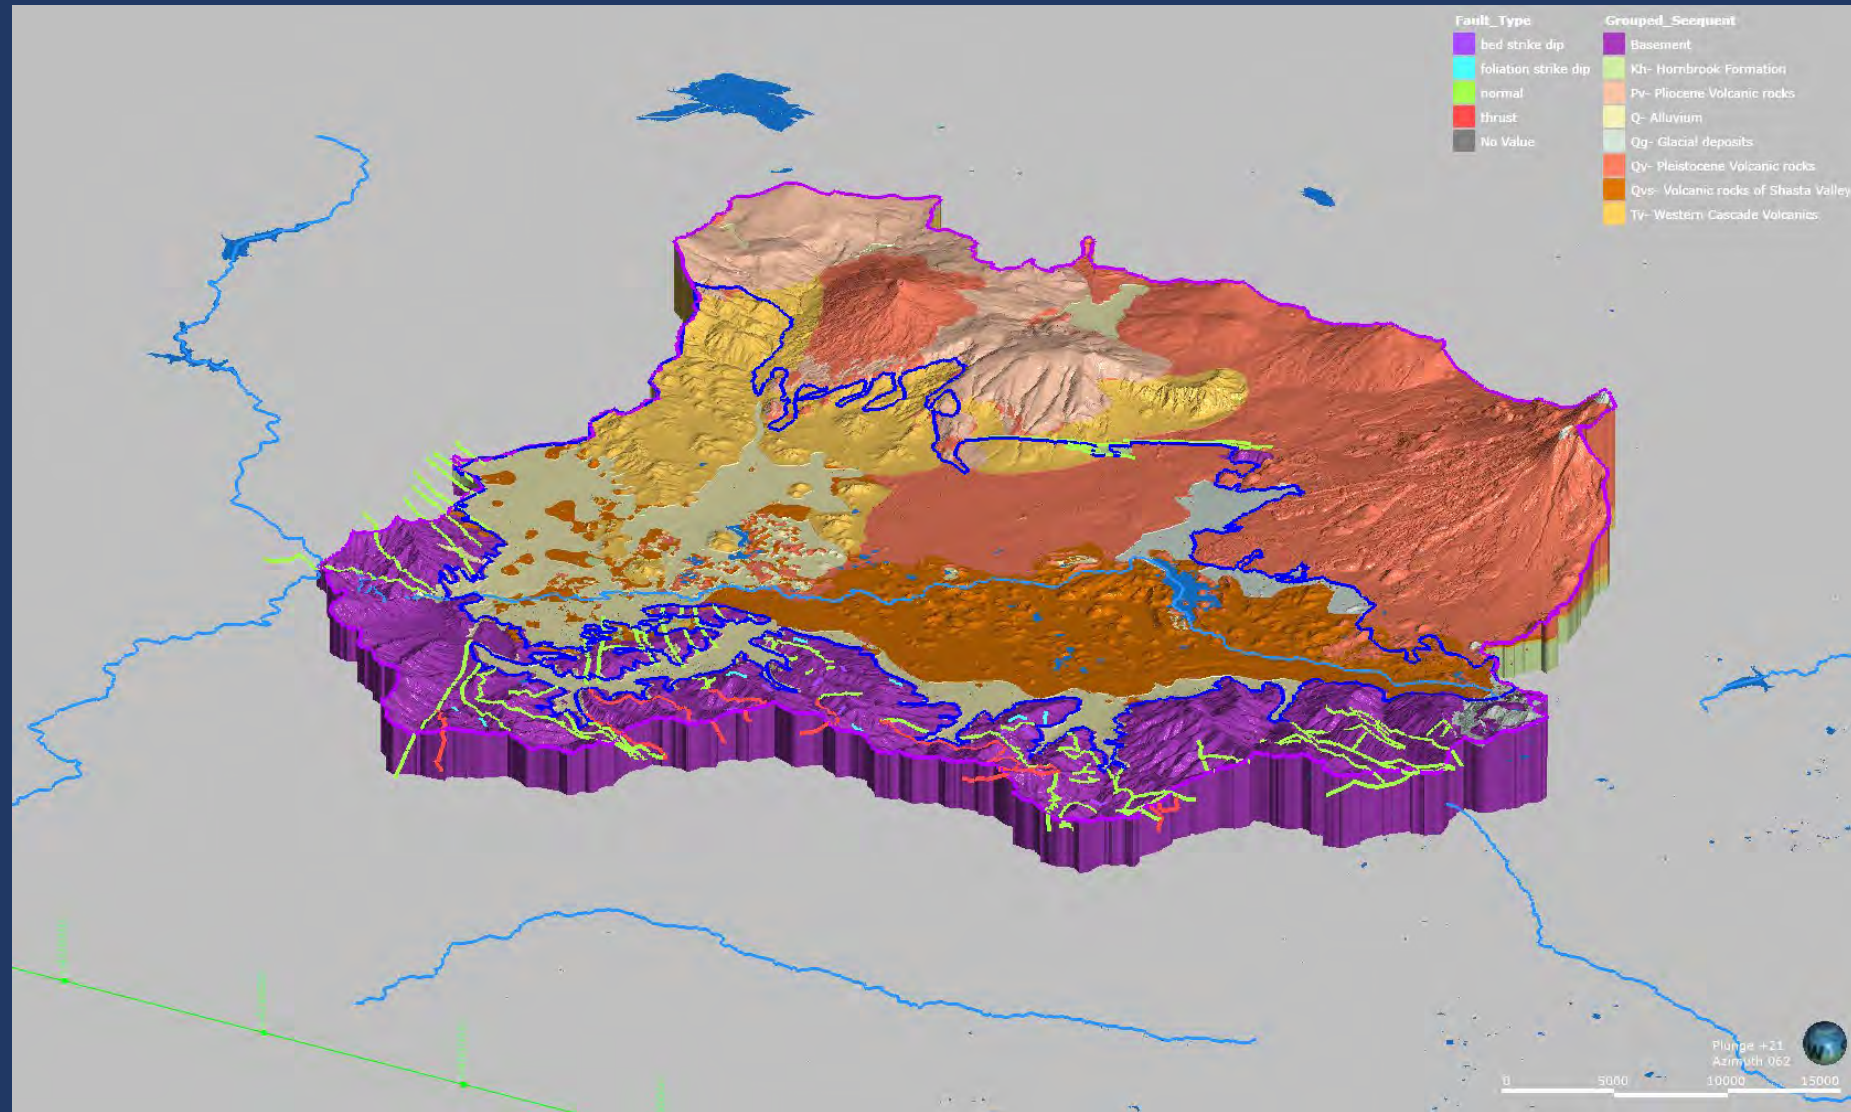 Fault_Type
bed strike dip
foliation strike dip
normal
thrust
No Value
Grouped_Seequent
Basement
Kh- Hornbrook Formation
Pv- Pliocene Volcanic rocks
Q- Alluvium
Qg- Glacial deposits
Qv- Pleistocene Volcanic rocks
Qvs- Volcanic rocks of Shasta Valley
Tv- Western Cascade Volcanics
Plunge +21
Azimuth 062
0 5000 10000 15000